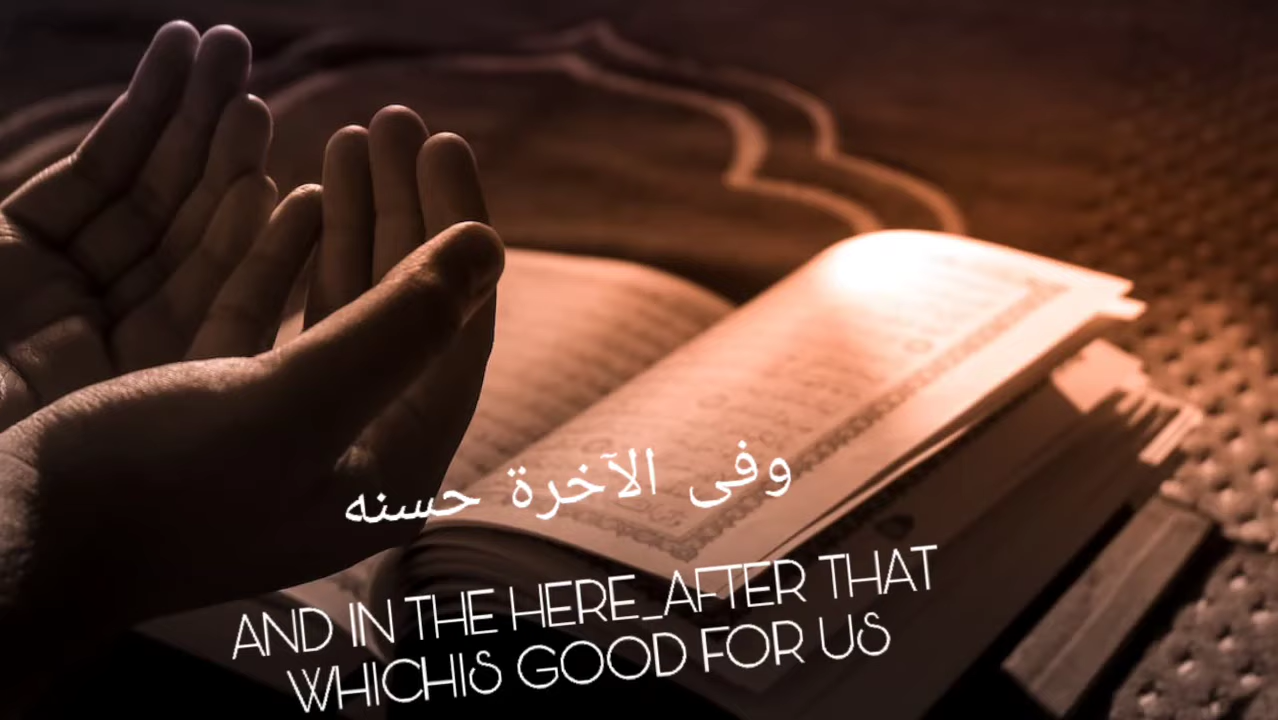 وفى الآخرة حسنه
AND IN THE HERE_AFTER THAT
WHICHIS GOOD FOR US